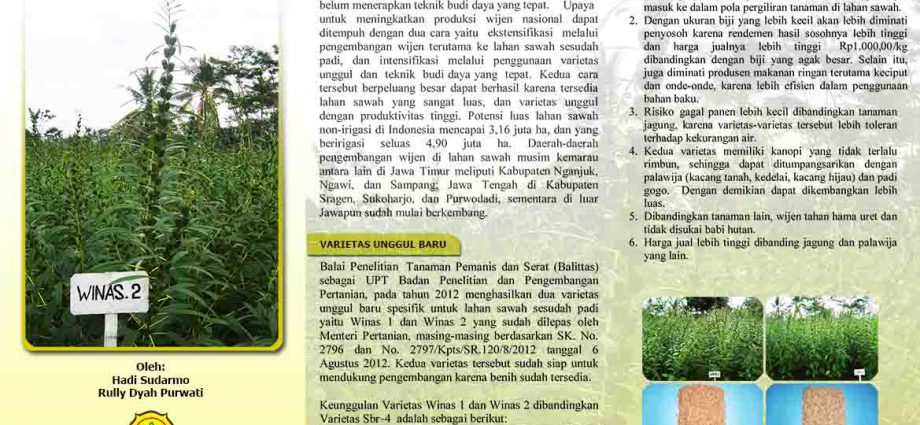 WINAS.2
Oleh:
Hadi Sudarmo
Rully Dyah Purwati
belum menerapkan teknik budi daya yang tepat. Upaya
untuk meningkatkan produksi wijen nasional dapat
ditempuh dengan dua cara yaitu ekstensifikasi melalui
pengembangan wijen terutama ke lahan sawah sesudah
padi, dan intensifikasi melalui penggunaan varietas
unggul dan teknik budi daya yang tepat. Kedua cara
tersebut berpeluang besar dapat berhasil karena tersedia
lahan sawah yang sangat luas, dan varietas unggul
dengan produktivitas tinggi. Potensi luas lahan sawah
non-irigasi di Indonesia mencapai 3,16 juta ha, dan yang
beririgasi seluas 4,90 juta ha. Daerah-daerah
pengembangan wijen di lahan sawah musim kemarau
antara lain di Jawa Timur meliputi Kabupaten Nganjuk,
Ngawi, dan Sampang; Jawa Tengah di Kabupaten
Sragen, Sukoharjo, dan Purwodadi, sementara di luar
Jawapun sudah mulai berkembang.
VARIETAS UNGGUL BARU
Balai Penelitian Tanaman Pemanis dan Serat (Balittas)
sebagai UPT Badan Penelitian dan Pengembangan
Pertanian, pada tahun 2012 menghasilkan dua varietas
unggul baru spesifik untuk lahan sawah sesudah padi
yaitu Winas 1 dan Winas 2 yang sudah dilepas oleh
Menteri Pertanian, masing-masing berdasarkan SK. No.
2796 dan No. 2797/Kpts/SR.120/8/2012 tanggal 6
Agustus 2012. Kedua varietas tersebut sudah siap untuk
mendukung pengembangan karena benih sudah tersedia.
Keunggulan Varietas Winas 1 dan Winas 2 dibandingkan
Varietas Sbr-4 adalah sebagai berikut:
masuk ke dalam pola pergiliran tanaman di lahan sawah.
2. Dengan ukuran biji yang lebih kecil akan lebih diminati
penyosoh karena rendemen hasil sosohnya lebih tinggi
dan harga jualnya lebih tinggi Rp1.000,00/kg
dibandingkan dengan biji yang agak besar. Selain itu,
juga diminati produsen makanan ringan terutama keciput
dan onde-onde, karena lebih efisien dalam penggunaan
bahan baku.
3. Risiko gagal panen lebih kecil dibandingkan tanaman
jagung, karena varietas-varietas tersebut lebih toleran
terhadap kekurangan air.
4. Kedua varietas memiliki kanopi yang tidak terlalu
rimbun, sehingga dapat ditumpangsarikan dengan
palawija (kacang tanah, kedelai, kacang hijau) dan padi
gogo. Dengan demikian dapat dikembangkan lebih
luas.
5. Dibandingkan tanaman lain, wijen tahan hama uret dan
tidak disukai babi hutan.
6. Harga jual lebih tinggi dibanding jagung dan palawija
yang lain.